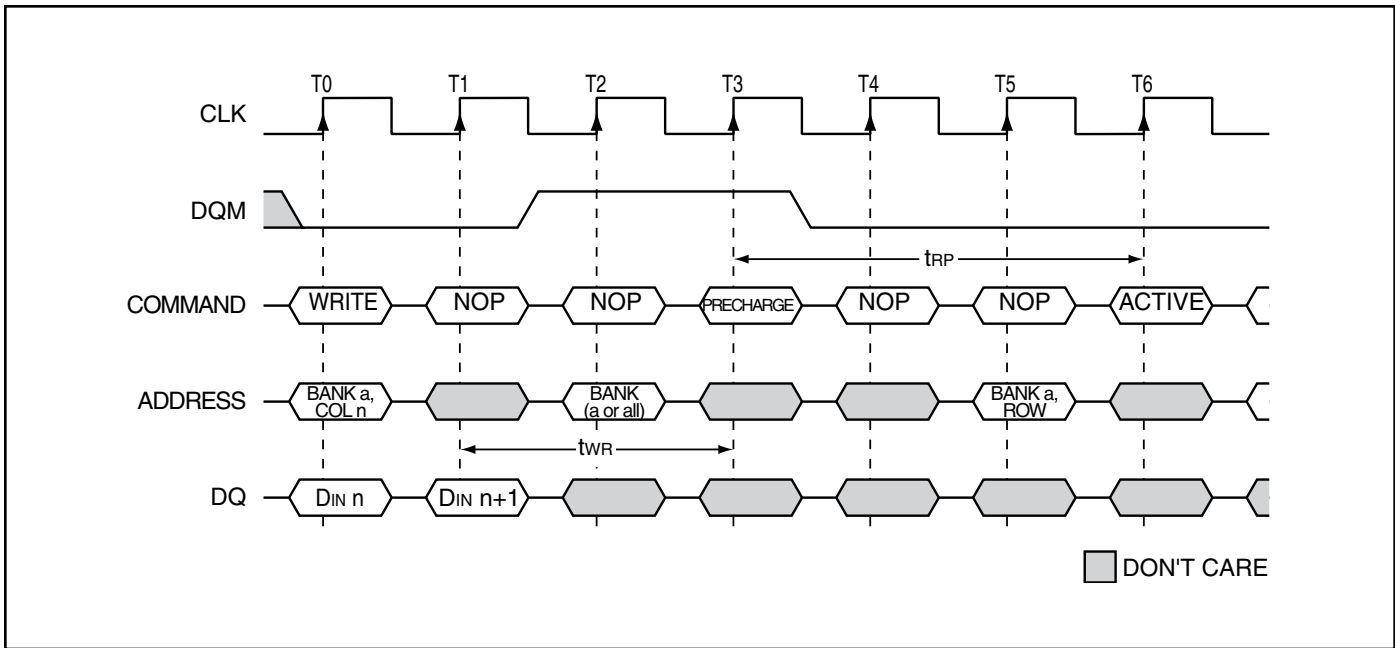 T0 T1 T2 T3 T4 T5 T6
CLK
DQM
tRP
COMMAND WRITE NOP NOP PRECHARGE NOP NOP ACTIVE
ADDRESS BANK a, COL n BANK (a or all) BANK a, ROW
tWR
DQ DIN n DIN n+1
DON'T CARE